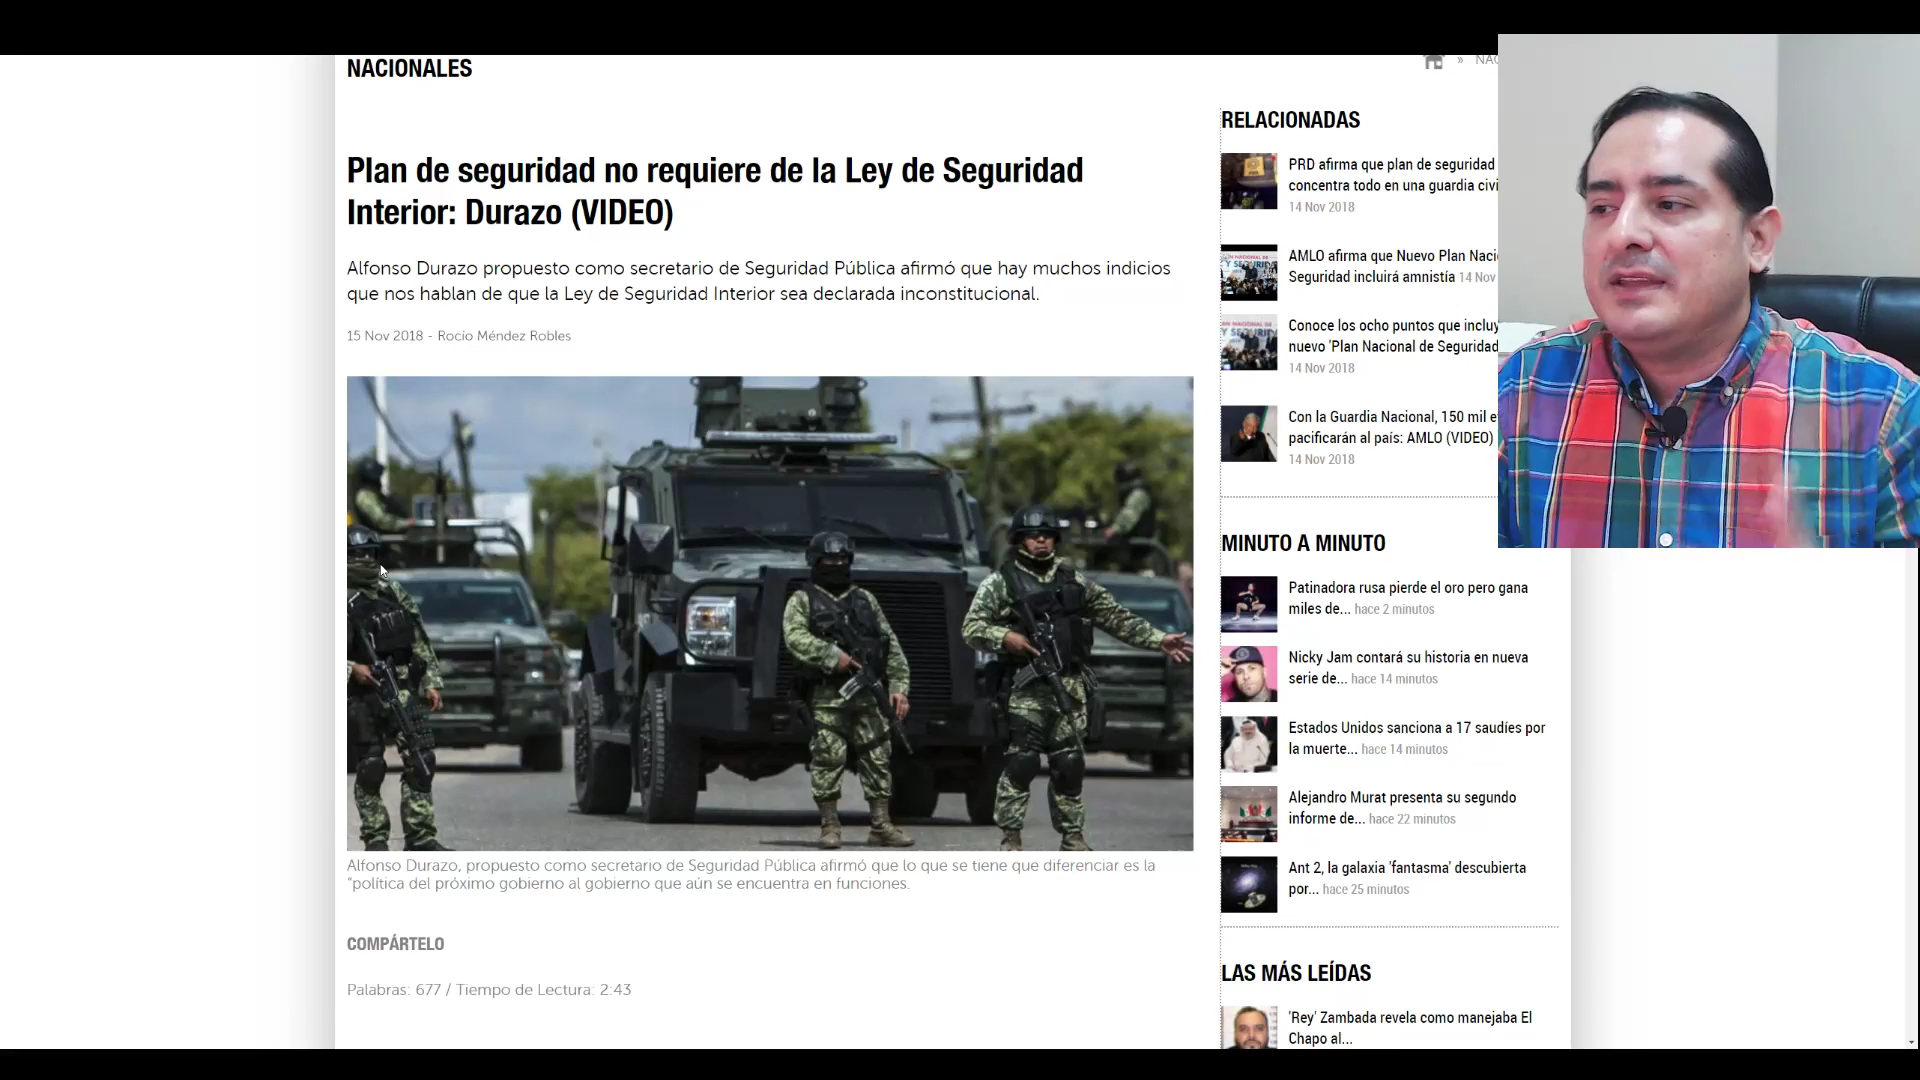 NACIONALES
»
Plan de seguridad no requiere de la Ley de Seguridad
Interior: Durazo (VIDEO)
Alfonso Durazo propuesto como secretario de Seguridad Pública afirmó que hay muchos indicios
que nos hablan de que la Ley de Seguridad Interior sea declarada inconstitucional.
15 Nov 2018 - Rocío Méndez Robles
Alfonso Durazo, propuesto como secretario de Seguridad Pública afirmó que lo que se tiene que diferenciar es la
"política del próximo gobierno al gobierno que aún se encuentra en funciones.
COMPÁRTELO
Palabras: 677 / Tiempo de Lectura: 2:43
RELACIONADAS
PRD afirma que plan de seguridad
concentra todo en una guardia civi
14 Nov 2018
AMLO afirma que Nuevo Plan Naci
Seguridad incluirá amnistía 14 Nov
Conoce los ocho puntos que incluy
nuevo 'Plan Nacional de Seguridad
14 Nov 2018
Con la Guardia Nacional, 150 mil e
pacificarán al país: AMLO (VIDEO)
14 Nov 2018
MINUTO A MINUTO
Patinadora rusa pierde el oro pero gana
miles de... hace 2 minutos
Nicky Jam contará su historia en nueva
serie de... hace 14 minutos
Estados Unidos sanciona a 17 saudíes por
la muerte... hace 14 minutos
Alejandro Murat presenta su segundo
informe de... hace 22 minutos
Ant 2, la galaxia 'fantasma' descubierta
por... hace 25 minutos
LAS MÁS LEÍDAS
'Rey' Zambada revela como manejaba El
Chapo al...